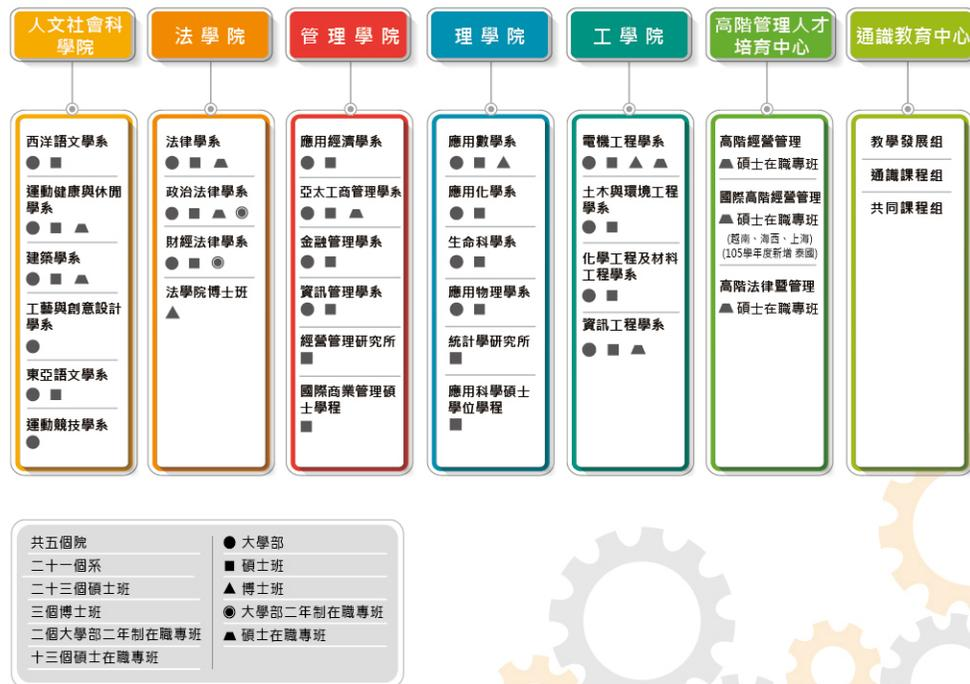 人文社會科
學院
西洋語文學系
● ■
運動健康與休閒
學系
● ■ ▰
建築學系
● ■ ▰
工藝與創意設計
學系
●
東亞語文學系
● ■
運動競技學系
●
法學院
法律學系
● ■ ▰
政治法律學系
● ■ ▰ ◉
財經法律學系
● ■ ◉
法學院博士班
▲
管理學院
應用經濟學系
● ■
亞太工商管理學系
● ■ ▰
金融管理學系
● ■
資訊管理學系
● ■
經營管理研究所
■
國際商業管理碩
士學程
■
理學院
應用數學系
● ■ ▲
應用化學系
● ■
生命科學系
● ■
應用物理學系
● ■
統計學研究所
■
應用科學碩士
學位學程
■
工學院
電機工程學系
● ■ ▲ ▰
土木與環境工程
學系
● ■
化學工程及材料
工程學系
● ■
資訊工程學系
● ■ ▰
高階管理人才
培育中心
高階經營管理
▰ 碩士在職專班
國際高階經營管理
▰ 碩士在職專班
(越南、海西、上海)
(105學年度新增 泰國)
高階法律暨管理
▰ 碩士在職專班
通識教育中心
教學發展組
通識課程組
共同課程組
共五個院
二十一個系
二十三個碩士班
三個博士班
二個大學部二年制在職專班
十三個碩士在職專班
● 大學部
■ 碩士班
▲ 博士班
◉ 大學部二年制在職專班
▰ 碩士在職專班